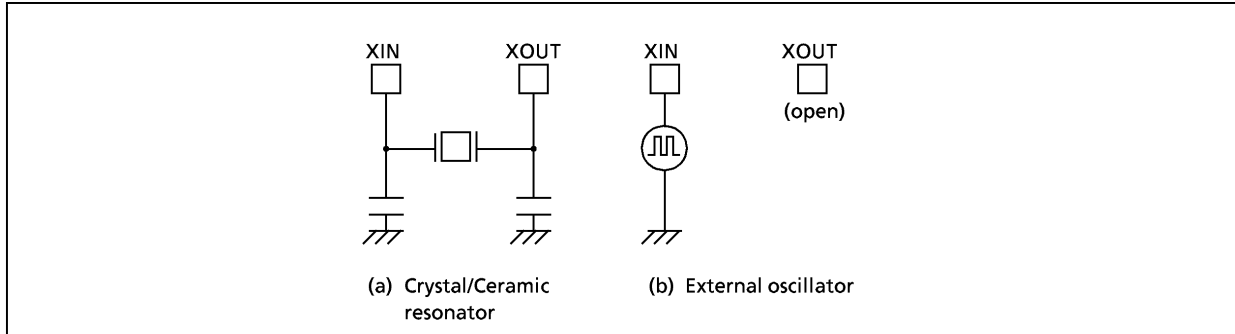 XIN XOUT XIN XOUT
(open)
(a) Crystal/Ceramic
resonator
(b) External oscillator